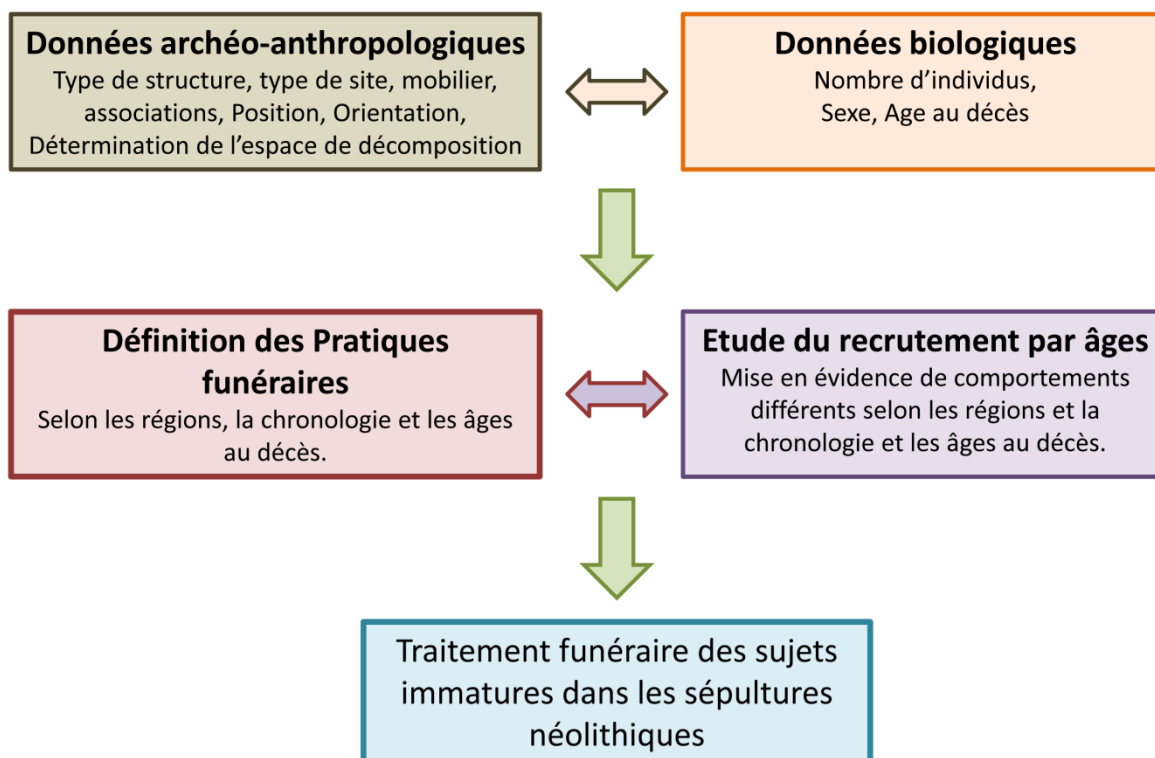 Données archéo-anthropologiques
Type de structure, type de site, mobilier,
associations, Position, Orientation,
Détermination de l'espace de décomposition
Données biologiques
Nombre d'individus,
Sexe, Age au décès
Définition des Pratiques
funéraires
Selon les régions, la chronologie et les âges
au décès.
Etude du recrutement par âges
Mise en évidence de comportements
différents selon les régions et la
chronologie et les âges au décès.
Traitement funéraire des sujets
immatures dans les sépultures
néolithiques